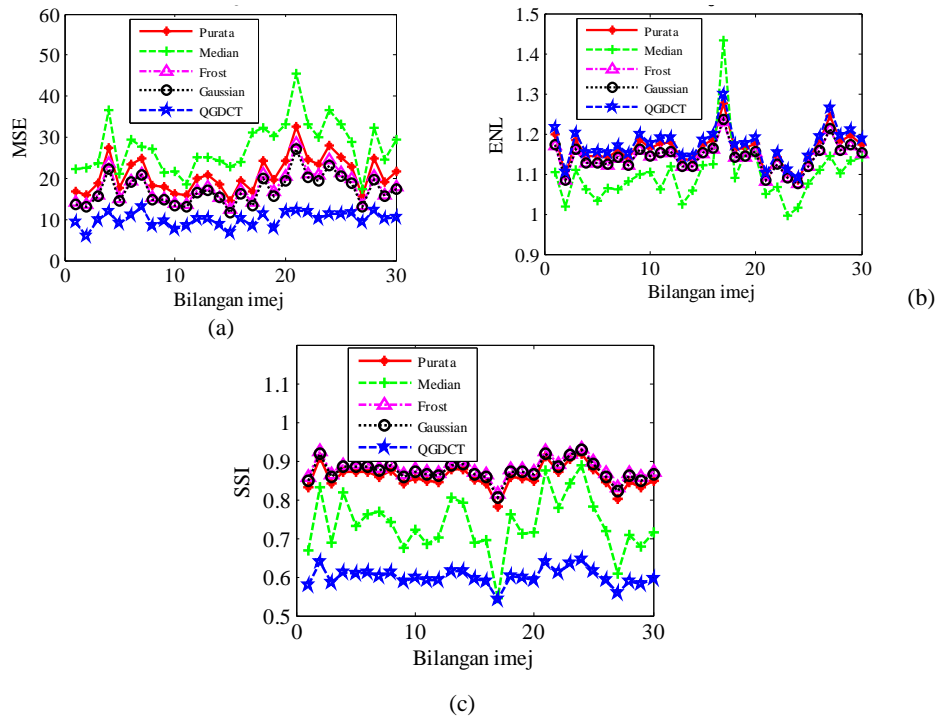 60
50
40
30
20
10
0
MSE
Purata
Median
Frost
Gaussian
QGDCT
0 10 20 30
Bilangan imej
(a)
1.5
1.4
1.3
1.2
1.1
1
0.9
ENL
Purata
Median
Frost
Gaussian
QGDCT
0 10 20 30
Bilangan imej
(b)
1.1
1
0.9
0.8
0.7
0.6
0.5
SSI
Purata
Median
Frost
Gaussian
QGDCT
0 10 20 30
Bilangan imej
(c)